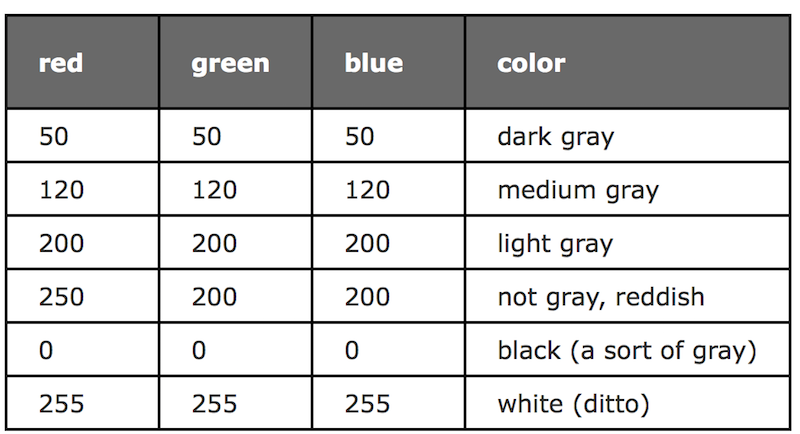 red green blue color
50 50 50 dark gray
120 120 120 medium gray
200 200 200 light gray
250 200 200 not gray, reddish
0 0 0 black (a sort of gray)
255 255 255 white (ditto)